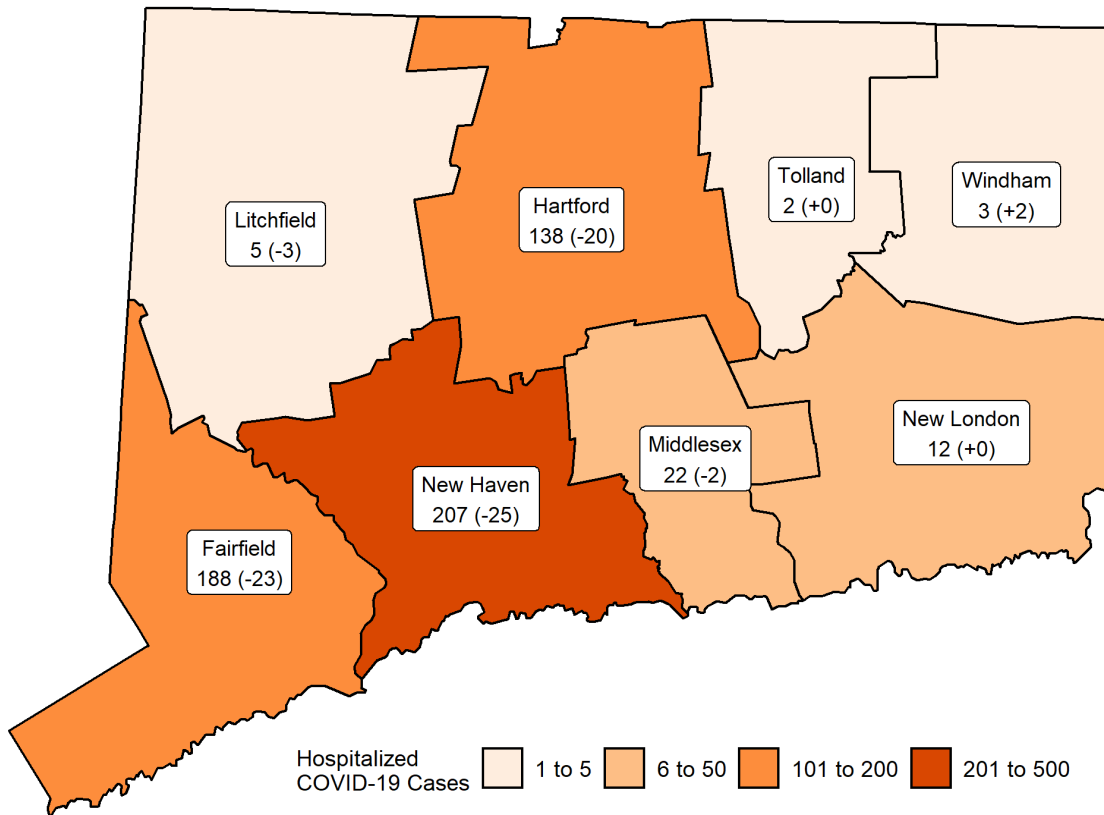 Tolland
2 (+0)
Windham
3 (+2)
Hartford
138 (-20)
Litchfield
5 (-3)
New London
12 (+0)
Middlesex
22 (-2)
New Haven
207 (-25)
Fairfield
188 (-23)
Hospitalized
COVID-19 Cases
1 to 5
6 to 50
101 to 200
201 to 500